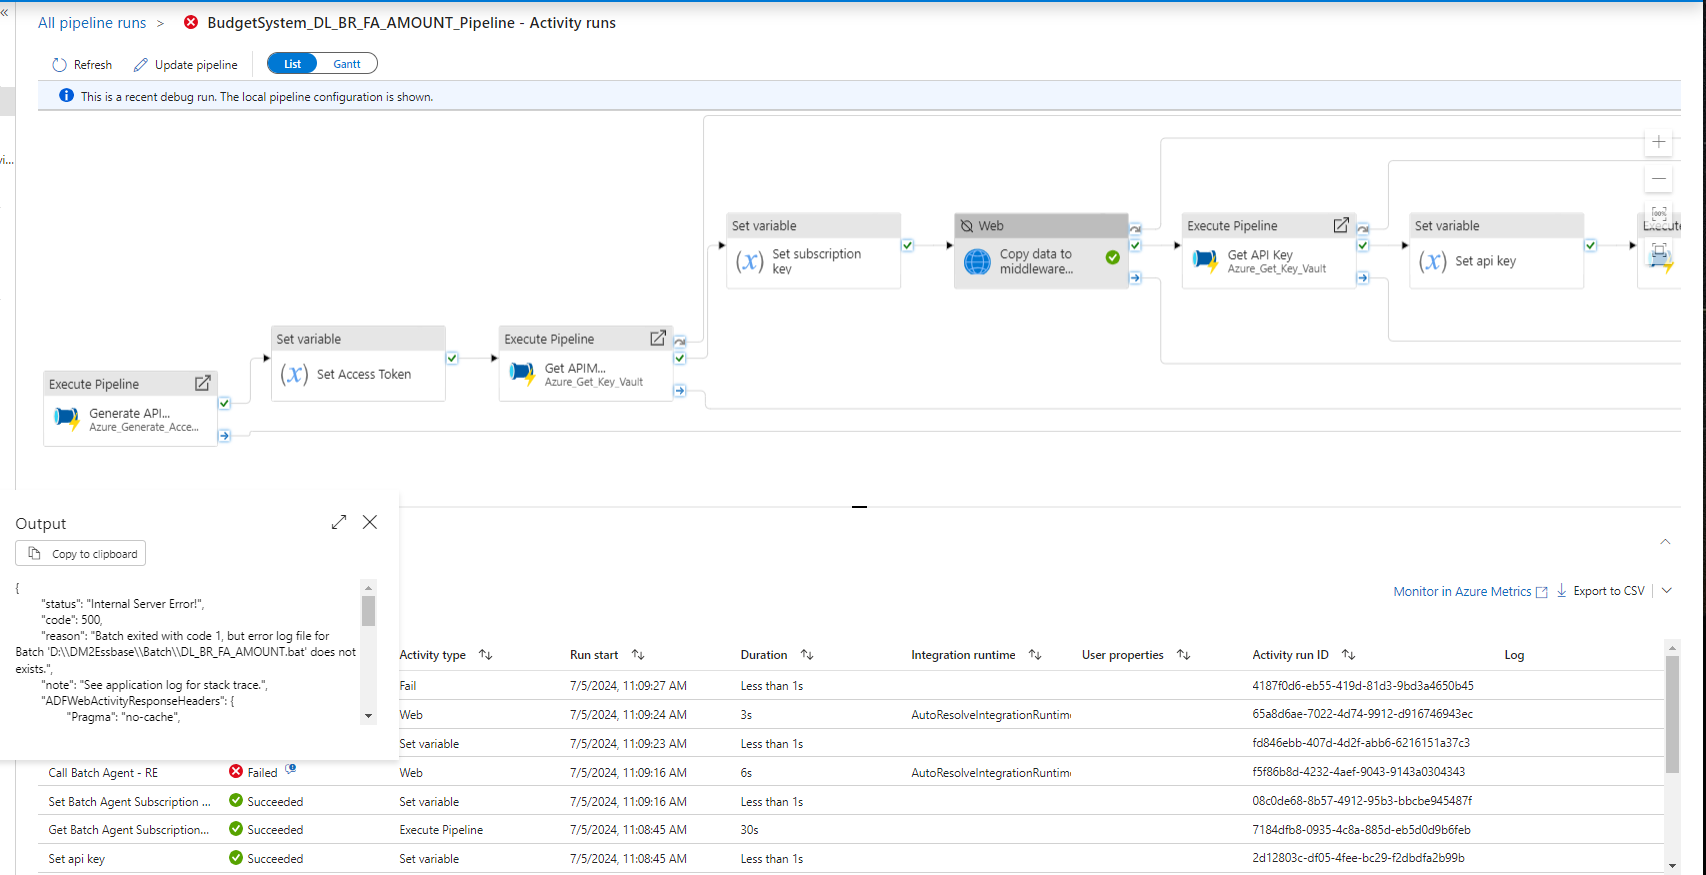 «
All pipeline runs > BudgetSystem_DL_BR_FA_AMOUNT_Pipeline - Activity runs
Refresh Update pipeline List Gantt
This is a recent debug run. The local pipeline configuration is shown.
vi...
Set variable
Set subscription
key
Web
Copy data to
middleware...
Execute Pipeline
Get API Key
Azure_Get_Key_Vault
Set variable
Set api key
Execute
100%
Set variable
Set Access Token
Execute Pipeline
Get APIM...
Azure_Get_Key_Vault
Execute Pipeline
Generate API...
Azure_Generate_Acce...
Output
Copy to clipboard
{
"status": "Internal Server Error!",
"code": 500,
"reason": "Batch exited with code 1, but error log file for
Batch 'D:\\DM2Essbase\\Batch\\DL_BR_FA_AMOUNT.bat' does not
exists.",
"note": "See application log for stack trace.",
"ADFWebActivityResponseHeaders": {
"Pragma": "no-cache",
Monitor in Azure Metrics Export to CSV
Activity type Run start Duration Integration runtime User properties Activity run ID Log
Fail 7/5/2024, 11:09:27 AM Less than 1s 4187f0d6-eb55-419d-81d3-9bd3a4650b45
Web 7/5/2024, 11:09:24 AM 3s AutoResolveIntegrationRuntime 65a8d6ae-7022-4d74-9912-d916746943ec
Set variable 7/5/2024, 11:09:23 AM Less than 1s fd846ebb-407d-4d2f-abb6-6216151a37c3
Call Batch Agent - RE Failed Web 7/5/2024, 11:09:16 AM 6s AutoResolveIntegrationRuntime f5f86b8d-4232-4aef-9043-9143a0304343
Set Batch Agent Subscription ... Succeeded Set variable 7/5/2024, 11:09:16 AM Less than 1s 08c0de68-8b57-4912-95b3-bbcbe945487f
Get Batch Agent Subscription... Succeeded Execute Pipeline 7/5/2024, 11:08:45 AM 30s 7184dfb8-0935-4c8a-885d-eb5d0d9b6feb
Set api key Succeeded Set variable 7/5/2024, 11:08:45 AM Less than 1s 2d12803c-df05-4fee-bc29-f2dbdfa2b99b